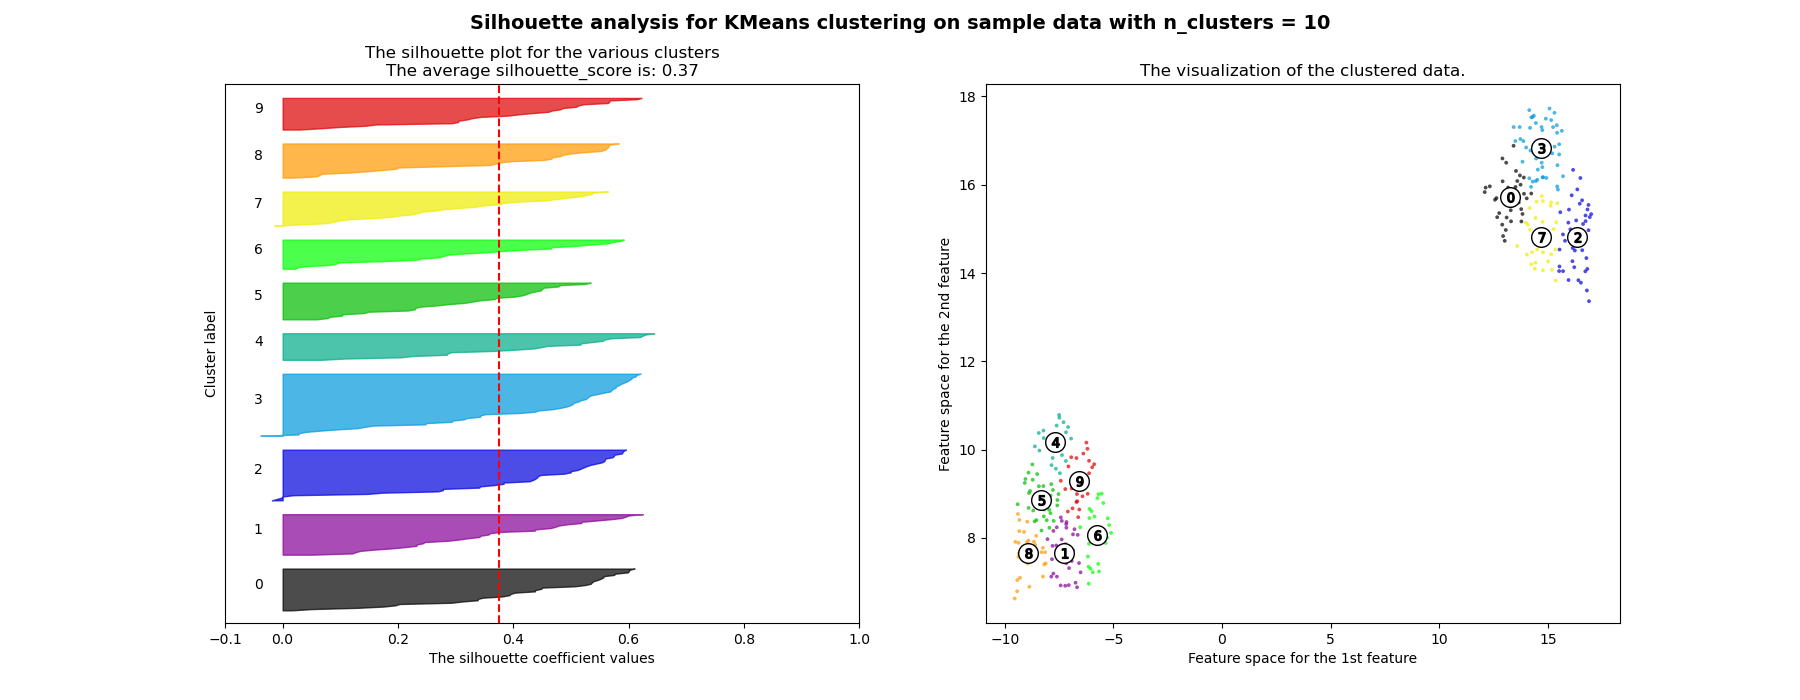 Silhouette analysis for KMeans clustering on sample data with n_clusters = 10
The silhouette plot for the various clusters
The average silhouette_score is: 0.37
Cluster label
9
8
7
6
5
4
3
2
1
0
−0.1 0.0 0.2 0.4 0.6 0.8 1.0
The silhouette coefficient values
The visualization of the clustered data.
Feature space for the 2nd feature
18
16
14
12
10
8
3
0
7 2
4
9
5
6
8 1
−10 −5 0 5 10 15
Feature space for the 1st feature